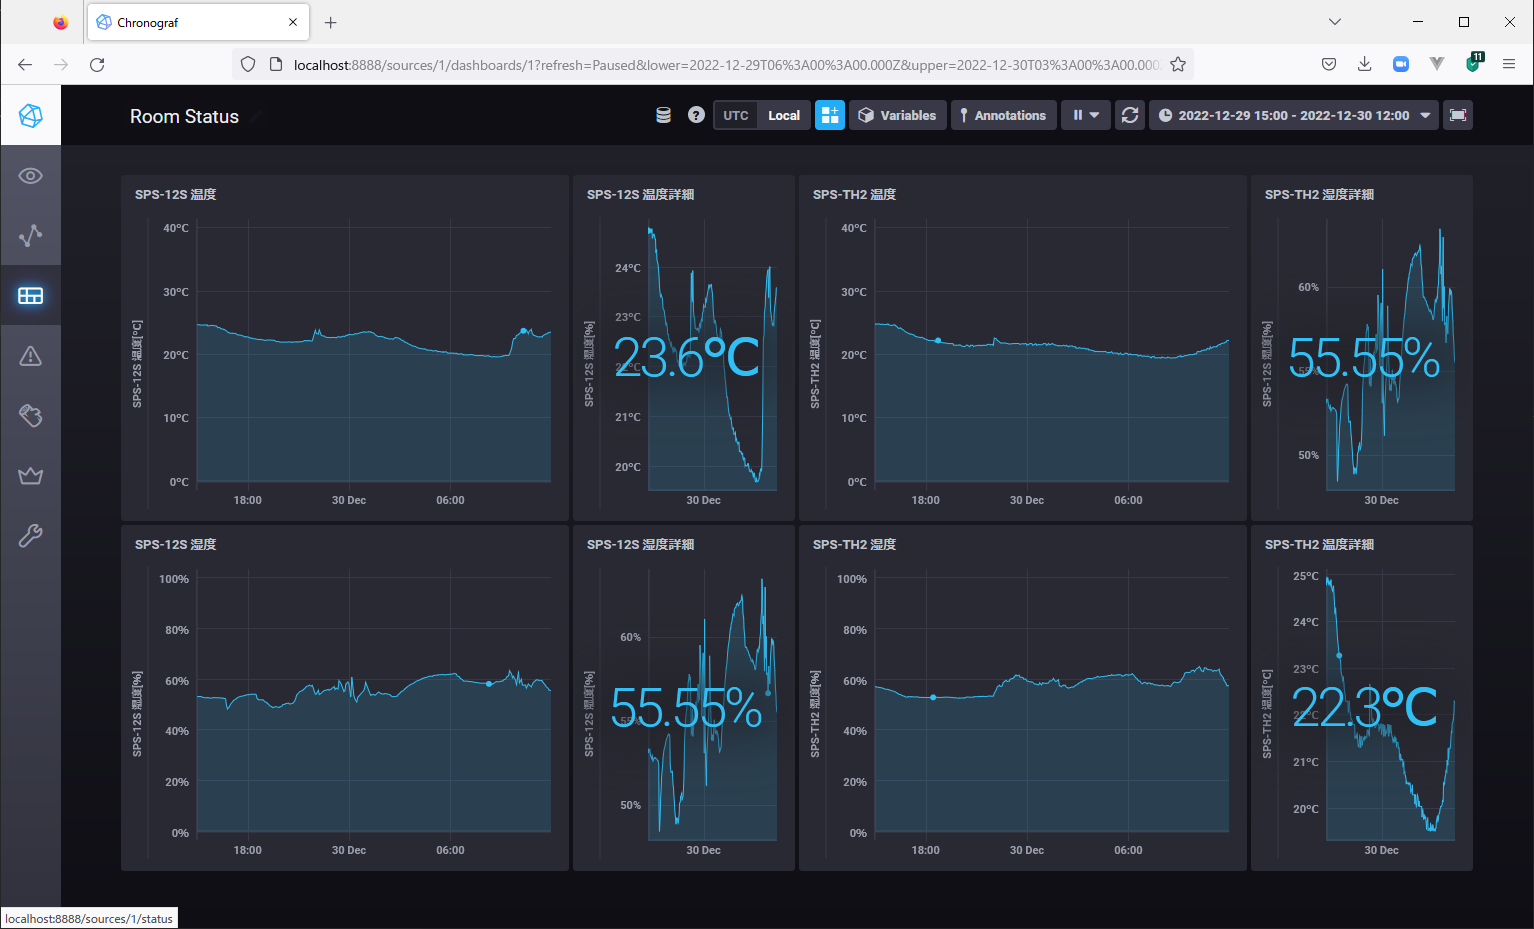 Chronograf
localhost:8888/sources/1/dashboards/1?refresh=Paused&lower=2022-12-29T06%3A00%3A00.000Z&upper=2022-12-30T03%3A00%3A00.000
11
Room Status
UTC Local Variables Annotations 2022-12-29 15:00 - 2022-12-30 12:00
SPS-12S 温度
40°C
30°C
20°C
10°C
0°C
SPS-12S 温度[°C]
18:00 30 Dec 06:00
SPS-12S 温度詳細
24°C
23°C
22°C
21°C
20°C
SPS-12S 湿度[%]
23.6°C
30 Dec
SPS-TH2 温度
40°C
30°C
20°C
10°C
0°C
SPS-TH2 温度[°C]
18:00 30 Dec 06:00
SPS-TH2 湿度詳細
60%
55%
50%
SPS-12S 湿度[%]
55.55%
30 Dec
SPS-12S 湿度
100%
80%
60%
40%
20%
0%
SPS-12S 湿度[%]
18:00 30 Dec 06:00
SPS-12S 湿度詳細
60%
55%
50%
SPS-12S 湿度[%]
55.55%
30 Dec
SPS-TH2 湿度
100%
80%
60%
40%
20%
0%
SPS-TH2 湿度[%]
18:00 30 Dec 06:00
SPS-TH2 温度詳細
25°C
24°C
23°C
22°C
21°C
20°C
SPS-TH2 温度[°C]
22.3°C
30 Dec
localhost:8888/sources/1/status